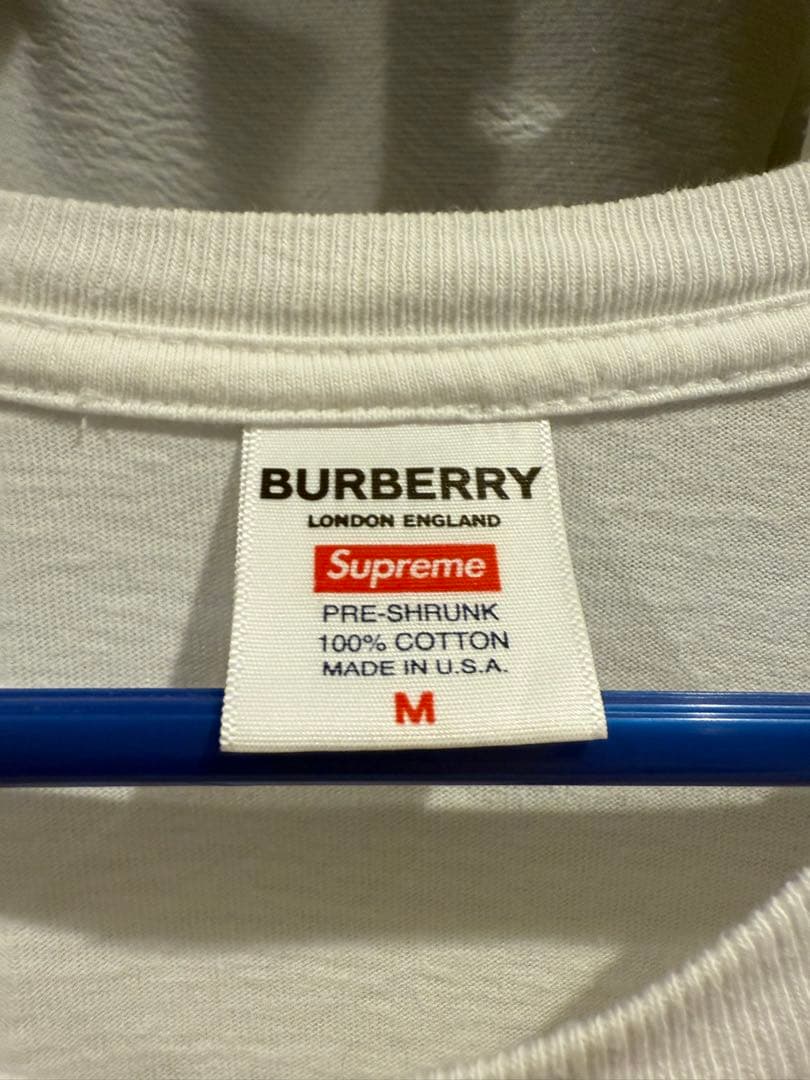 BURBERRY
LONDON ENGLAND
Supreme
PRE-SHRUNK
100% COTTON
MADE IN U.S.A.
M